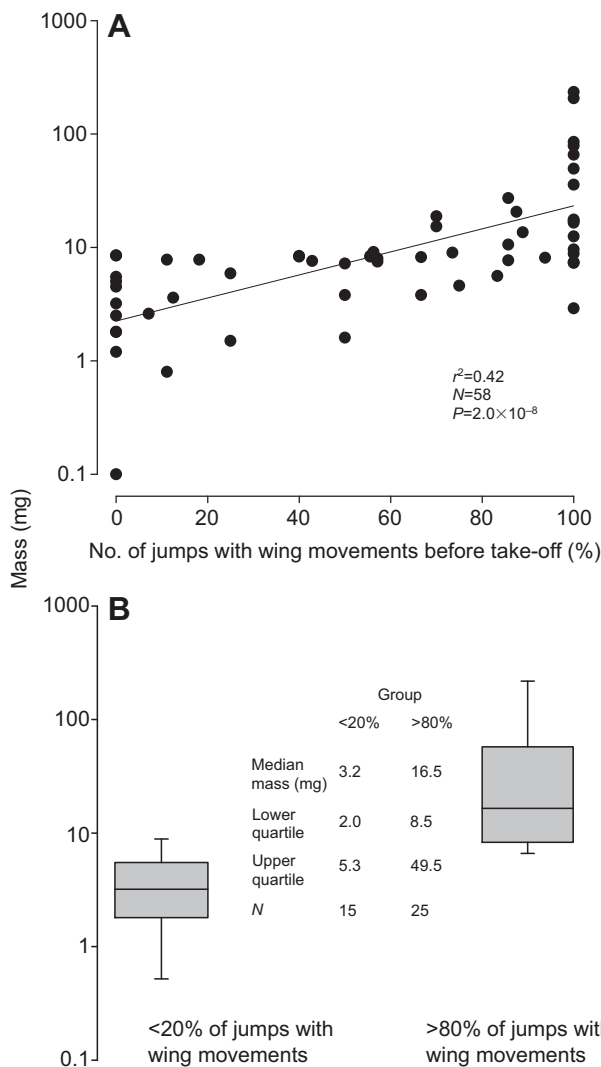 A
1000
100
10
1
0.1
r²=0.42
N=58
P=2.0×10⁻⁸
0 20 40 60 80 100
No. of jumps with wing movements before take-off (%)
Mass (mg)
B
1000
100
10
1
0.1
Group
<20% >80%
Median
mass (mg) 3.2 16.5
Lower
quartile 2.0 8.5
Upper
quartile 5.3 49.5
N 15 25
<20% of jumps with
wing movements
>80% of jumps wit
wing movements